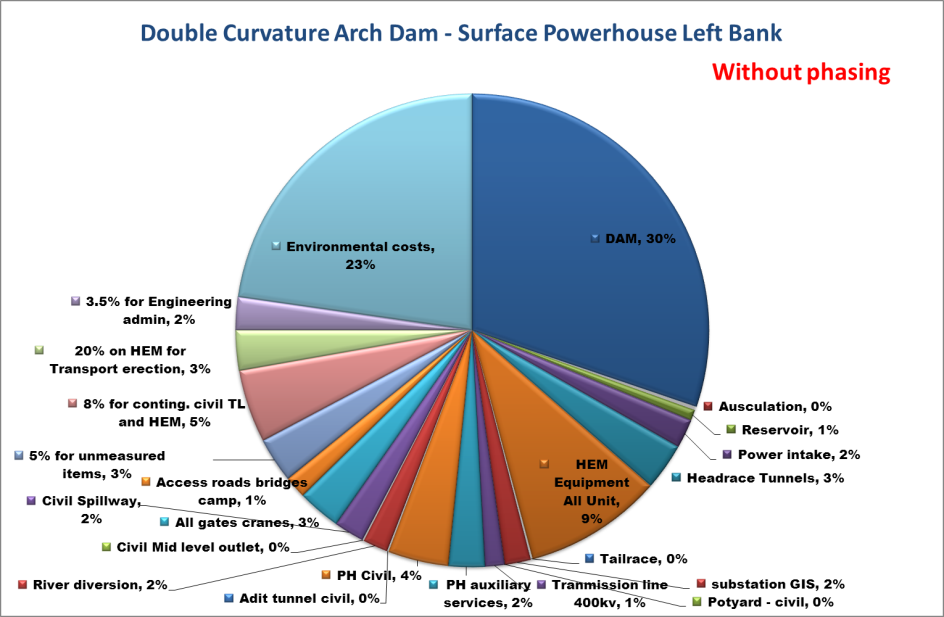 Double Curvature Arch Dam - Surface Powerhouse Left Bank
Without phasing
DAM, 30%
Ausculation, 0%
Reservoir, 1%
Power intake, 2%
Headrace Tunnels, 3%
HEM
Equipment
All Unit,
9%
Tailrace, 0%
substation GIS, 2%
Potyard - civil, 0%
Tranmission line
400kv, 1%
PH auxiliary
services, 2%
PH Civil, 4%
Adit tunnel civil, 0%
River diversion, 2%
Civil Mid level outlet, 0%
Civil Spillway,
2%
All gates cranes, 3%
Access roads bridges
camp, 1%
5% for unmeasured
items, 3%
8% for conting. civil TL
and HEM, 5%
20% on HEM for
Transport erection, 3%
3.5% for Engineering
admin, 2%
Environmental costs,
23%